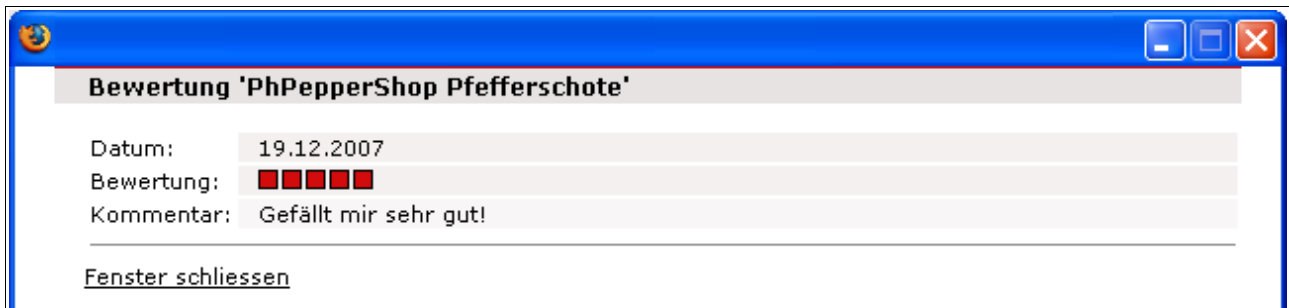 Bewertung 'PhPepperShop Pfefferschote'
Datum: 19.12.2007
Bewertung:
Kommentar: Gefällt mir sehr gut!
Fenster schliessen